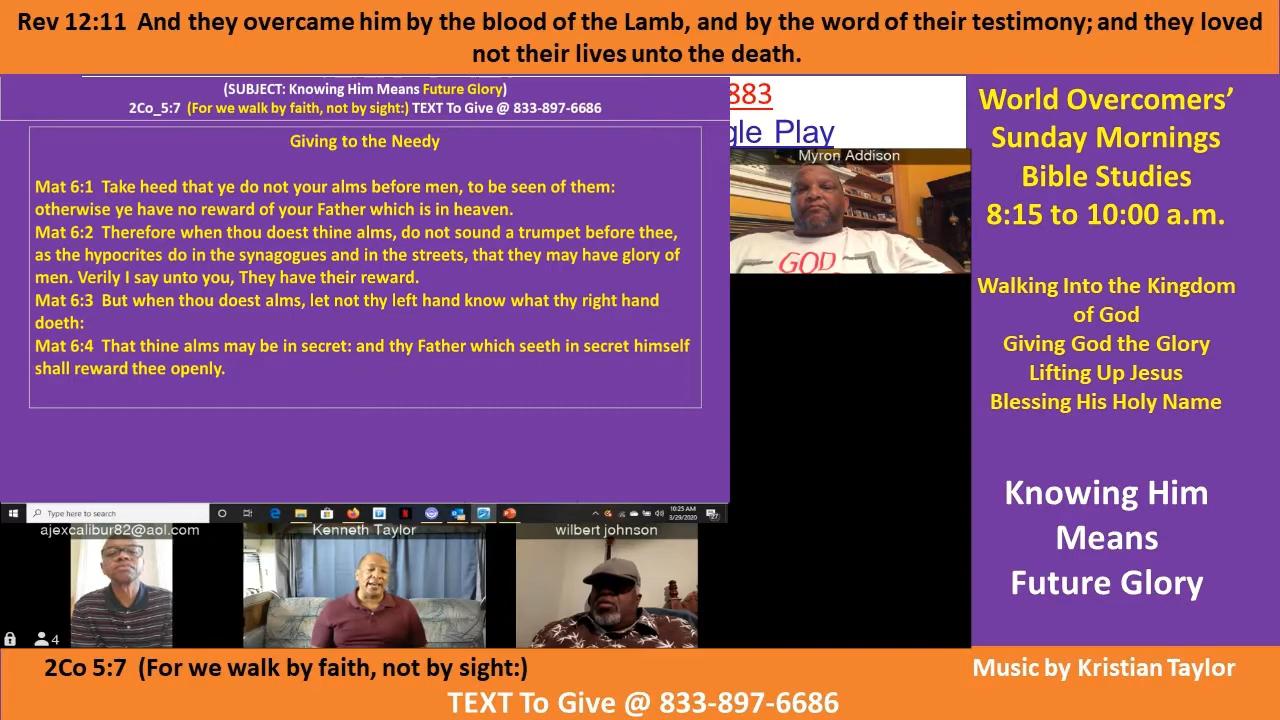 Rev 12:11 And they overcame him by the blood of the Lamb, and by the word of their testimony; and they loved
not their lives unto the death.
(SUBJECT: Knowing Him Means Future Glory)
2Co_5:7 (For we walk by faith, not by sight:) TEXT To Give @ 833-897-6686
Giving to the Needy
Mat 6:1 Take heed that ye do not your alms before men, to be seen of them:
otherwise ye have no reward of your Father which is in heaven.
Mat 6:2 Therefore when thou doest thine alms, do not sound a trumpet before thee,
as the hypocrites do in the synagogues and in the streets, that they may have glory of
men. Verily I say unto you, They have their reward.
Mat 6:3 But when thou doest alms, let not thy left hand know what thy right hand
doeth:
Mat 6:4 That thine alms may be in secret: and thy Father which seeth in secret himself
shall reward thee openly.
883
gle Play
Myron Addison
GOD
World Overcomers’
Sunday Mornings
Bible Studies
8:15 to 10:00 a.m.
Walking Into the Kingdom
of God
Giving God the Glory
Lifting Up Jesus
Blessing His Holy Name
Knowing Him
Means
Future Glory
Type here to search
10:25 AM
3/29/2020
27
ajexcalibur82@aol.com
Kenneth Taylor
wilbert johnson
4
2Co 5:7 (For we walk by faith, not by sight:)
Music by Kristian Taylor
TEXT To Give @ 833-897-6686